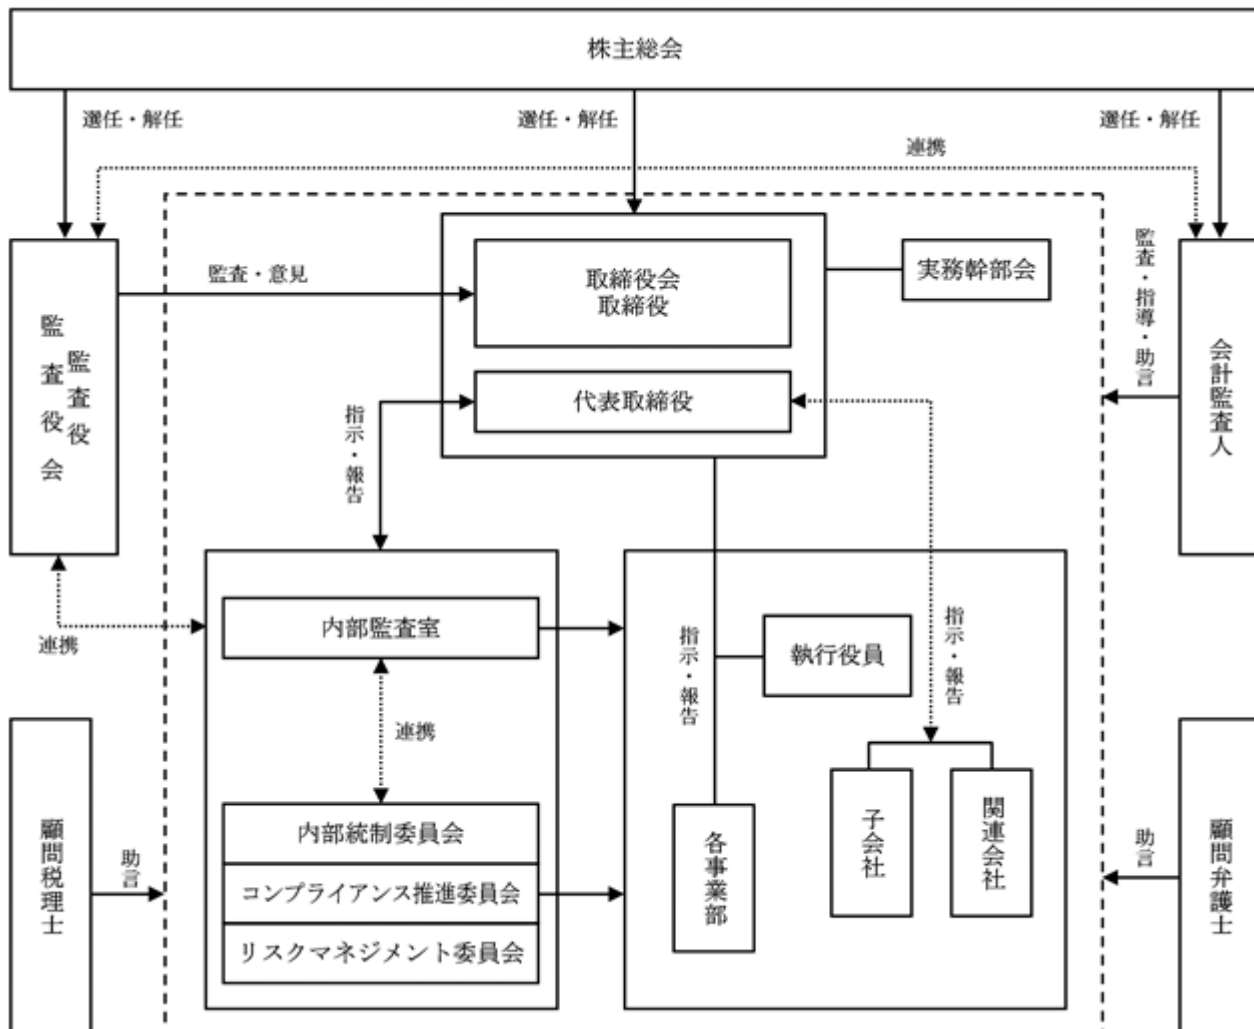 株主総会
選任・解任
選任・解任
選任・解任
連携
監査・意見
取締役会
取締役
実務幹部会
監査・指導・助言
監査役
監査役会
会計監査人
代表取締役
指示・報告
内部監査室
連携
指示・報告
執行役員
指示・報告
連携
内部統制委員会
コンプライアンス推進委員会
リスクマネジメント委員会
各事業部
子会社
関連会社
顧問税理士
助言
助言
顧問弁護士